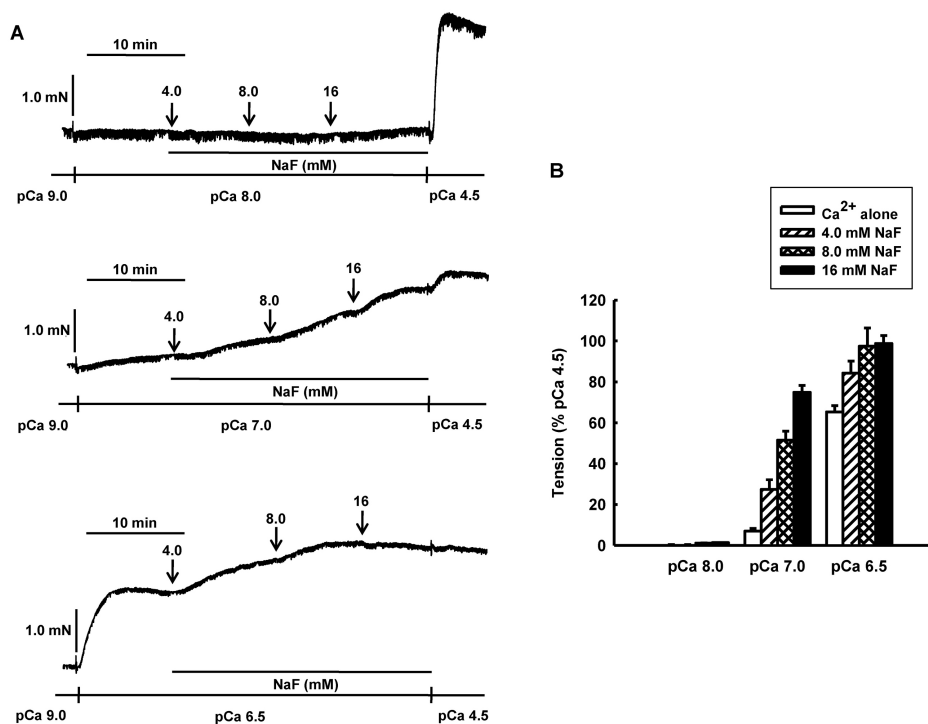 A
10 min
1.0 mN
4.0 8.0 16
NaF (mM)
pCa 9.0 pCa 8.0 pCa 4.5
10 min
1.0 mN
4.0 8.0 16
NaF (mM)
pCa 9.0 pCa 7.0 pCa 4.5
10 min
1.0 mN
4.0 8.0 16
NaF (mM)
pCa 9.0 pCa 6.5 pCa 4.5
B
Ca2+ alone
4.0 mM NaF
8.0 mM NaF
16 mM NaF
Tension (% pCa 4.5)
120
100
80
60
40
20
0
pCa 8.0 pCa 7.0 pCa 6.5